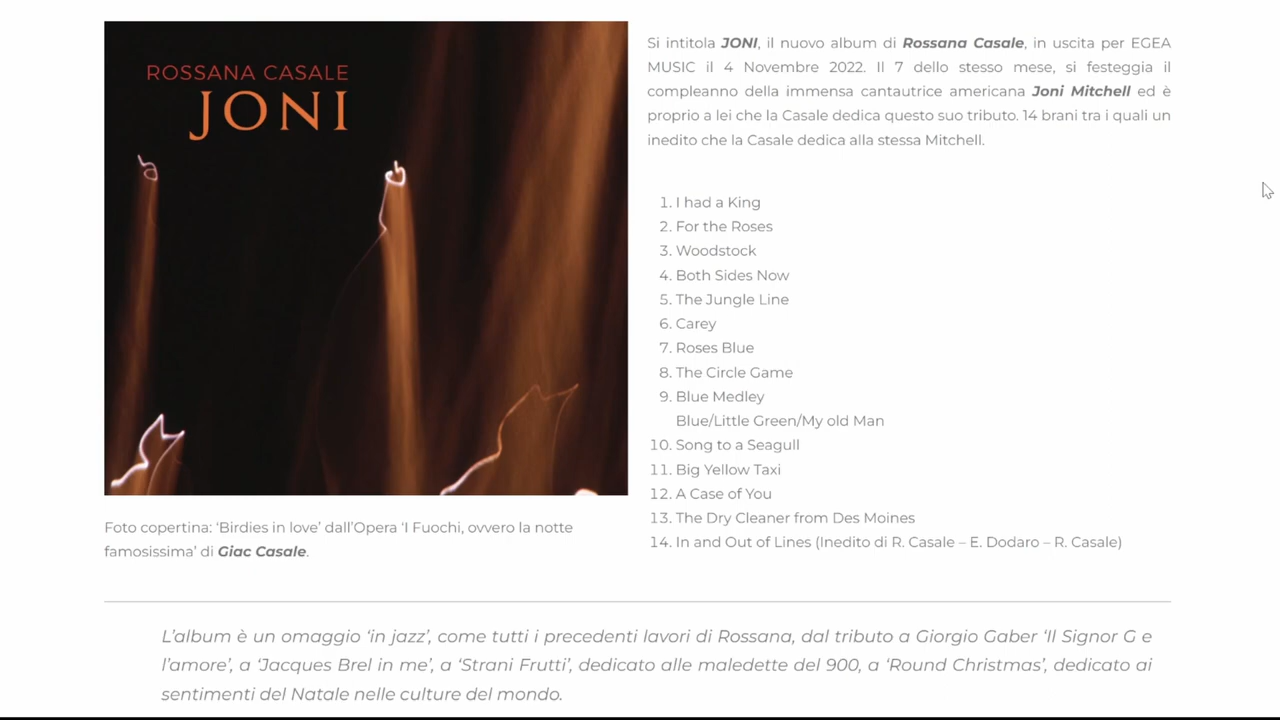 ROSSANA CASALE
JONI
Si intitola JONI, il nuovo album di Rossana Casale, in uscita per EGEA
MUSIC il 4 Novembre 2022. Il 7 dello stesso mese, si festeggia il
compleanno della immensa cantautrice americana Joni Mitchell ed è
proprio a lei che la Casale dedica questo suo tributo. 14 brani tra i quali un
inedito che la Casale dedica alla stessa Mitchell.
1. I had a King
2. For the Roses
3. Woodstock
4. Both Sides Now
5. The Jungle Line
6. Carey
7. Roses Blue
8. The Circle Game
9. Blue Medley
Blue/Little Green/My old Man
10. Song to a Seagull
11. Big Yellow Taxi
12. A Case of You
13. The Dry Cleaner from Des Moines
14. In and Out of Lines (Inedito di R. Casale – E. Dodaro – R. Casale)
Foto copertina: ‘Birdies in love’ dall’Opera ‘I Fuochi, ovvero la notte
famosissima’ di Giac Casale.
L’album è un omaggio ‘in jazz’, come tutti i precedenti lavori di Rossana, dal tributo a Giorgio Gaber ‘Il Signor G e
l’amore’, a ‘Jacques Brel in me’, a ‘Strani Frutti’, dedicato alle maledette del 900, a ‘Round Christmas’, dedicato ai
sentimenti del Natale nelle culture del mondo.